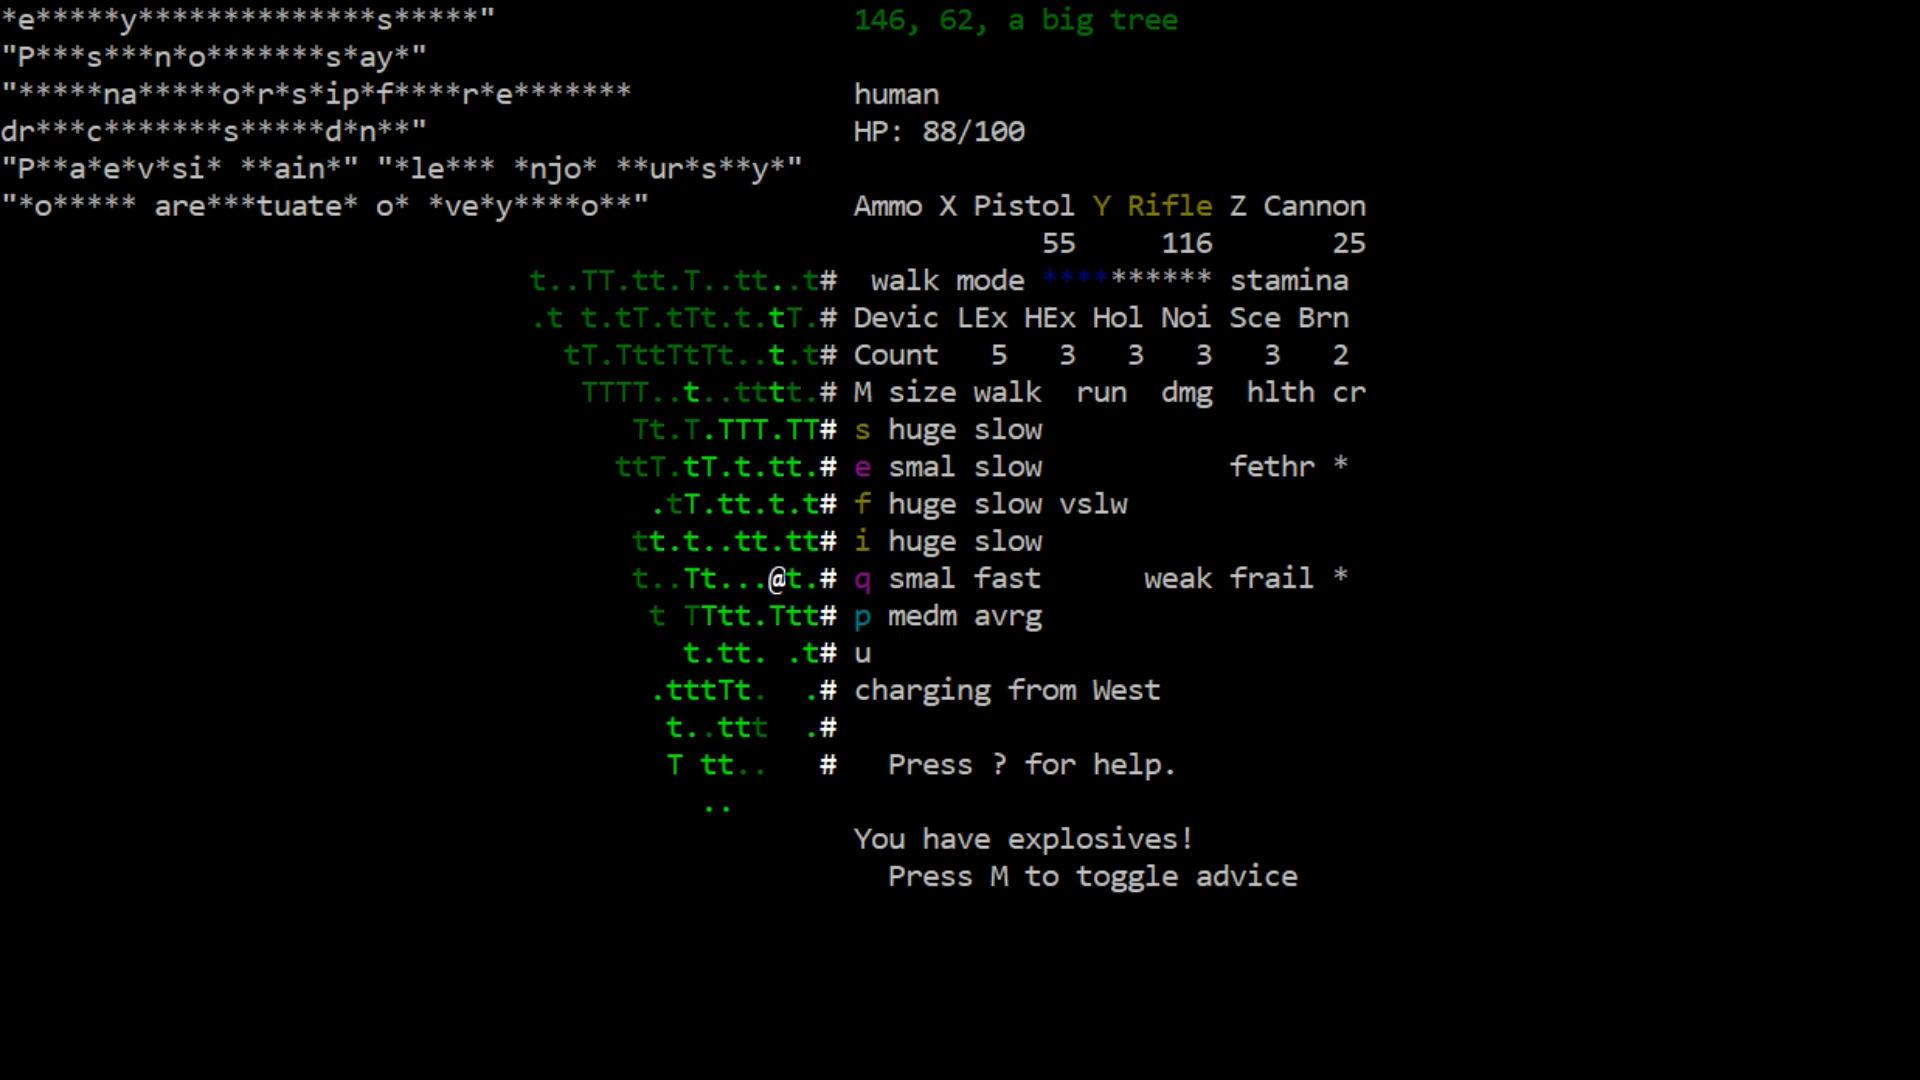 *e*****y**************s*****"
146, 62, a big tree
"P***s***n*o*******s*ay*"
"*****na*****o*r*s*ip*f****r*e*******
human
dr***c*******s*****d*n**"
HP: 88/100
"P**a*e*v*si* **ain*" "*le*** *njo* **ur*s**y*"
"*o***** are***tuate* o* *ve*y****o**"
Ammo X Pistol Y Rifle Z Cannon
55 116 25
t..TT.tt.T..tt..t# walk mode ********** stamina
.t t.tT.tTt.t.tT.# Devic LEx HEx Hol Noi Sce Brn
tT.TttTtTt..t.t# Count 5 3 3 3 3 2
TTTT..t..tttt.# M size walk run dmg hlth cr
Tt.T.TTT.TT# s huge slow
ttT.tT.t.tt.# e smal slow fethr *
.tT.tt.t.t# f huge slow vslw
tt.t..tt.tt# i huge slow
t..Tt...@t.# q smal fast weak frail *
t TTtt.Ttt# p medm avrg
t.tt. .t# u
.tttTt. .# charging from West
t..ttt .#
T tt.. # Press ? for help.
..
You have explosives!
Press M to toggle advice